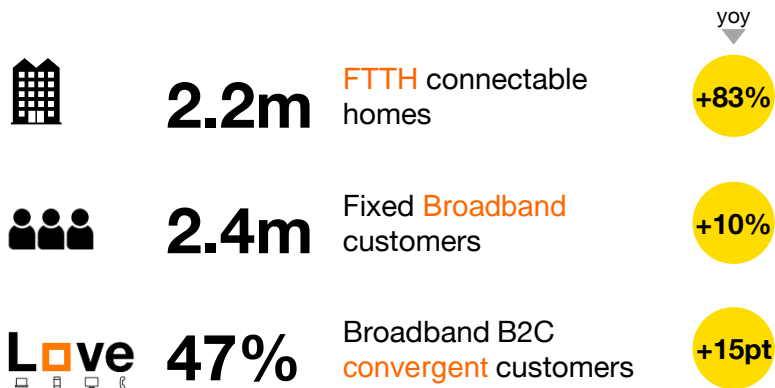 yoy
2.2m
FTTH connectable
homes
+83%
2.4m
Fixed Broadband
customers
+10%
Love
47%
Broadband B2C
convergent customers
+15pt